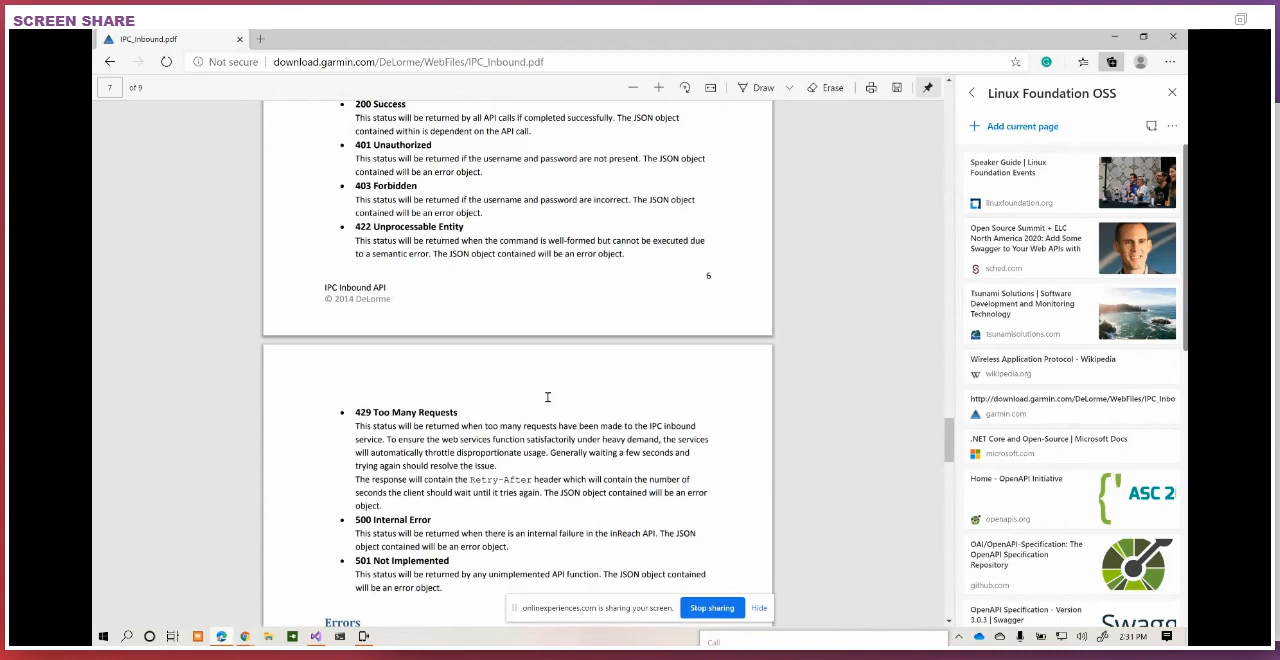 SCREEN SHARE
IPC_Inbound.pdf
Not secure
download.garmin.com/DeLorme/WebFiles/IPC_Inbound.pdf
7 of 9
Draw
Erase
• 200 Success
This status will be returned by all API calls if completed successfully. The JSON object
contained within is dependent on the API call.
• 401 Unauthorized
This status will be returned if the username and password are not present. The JSON object
contained will be an error object.
• 403 Forbidden
This status will be returned if the username and password are incorrect. The JSON object
contained will be an error object.
• 422 Unprocessable Entity
This status will be returned when the command is well-formed but cannot be executed due
to a semantic error. The JSON object contained will be an error object.
6
IPC Inbound API
© 2014 DeLorme
• 429 Too Many Requests
This status will be returned when too many requests have been made to the IPC inbound
service. To ensure the web services function satisfactorily under heavy demand, the services
will automatically throttle disproportionate usage. Generally waiting a few seconds and
trying again should resolve the issue.
The response will contain the Retry-After header which will contain the number of
seconds the client should wait until it tries again. The JSON object contained will be an error
object.
• 500 Internal Error
This status will be returned when there is an internal failure in the inReach API. The JSON
object contained will be an error object.
• 501 Not Implemented
This status will be returned by any unimplemented API function. The JSON object contained
will be an error object.
Errors
onlinexperiences.com is sharing your screen.
Stop sharing
Hide
Linux Foundation OSS
Add current page
Speaker Guide | Linux
Foundation Events
linuxfoundation.org
Open Source Summit + ELC
North America 2020: Add Some
Swagger to Your Web APIs with
sched.com
Tsunami Solutions | Software
Development and Monitoring
Technology
tsunamisolutions.com
Wireless Application Protocol - Wikipedia
wikipedia.org
http://download.garmin.com/DeLorme/WebFiles/IPC_Inbo
garmin.com
.NET Core and Open-Source | Microsoft Docs
microsoft.com
Home - OpenAPI Initiative
openapis.org
ASC 2
OAI/OpenAPI-Specification: The
OpenAPI Specification
Repository
github.com
OpenAPI Specification - Version
3.0.3 | Swagger
Swagg
Call
2:31 PM